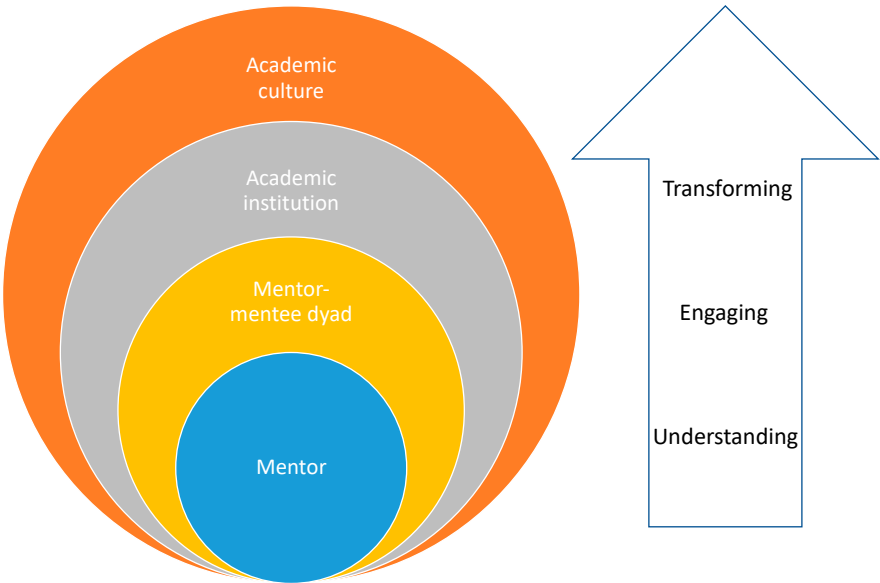 Academic
culture
Academic
institution
Mentor-
mentee dyad
Mentor
Transforming
Engaging
Understanding